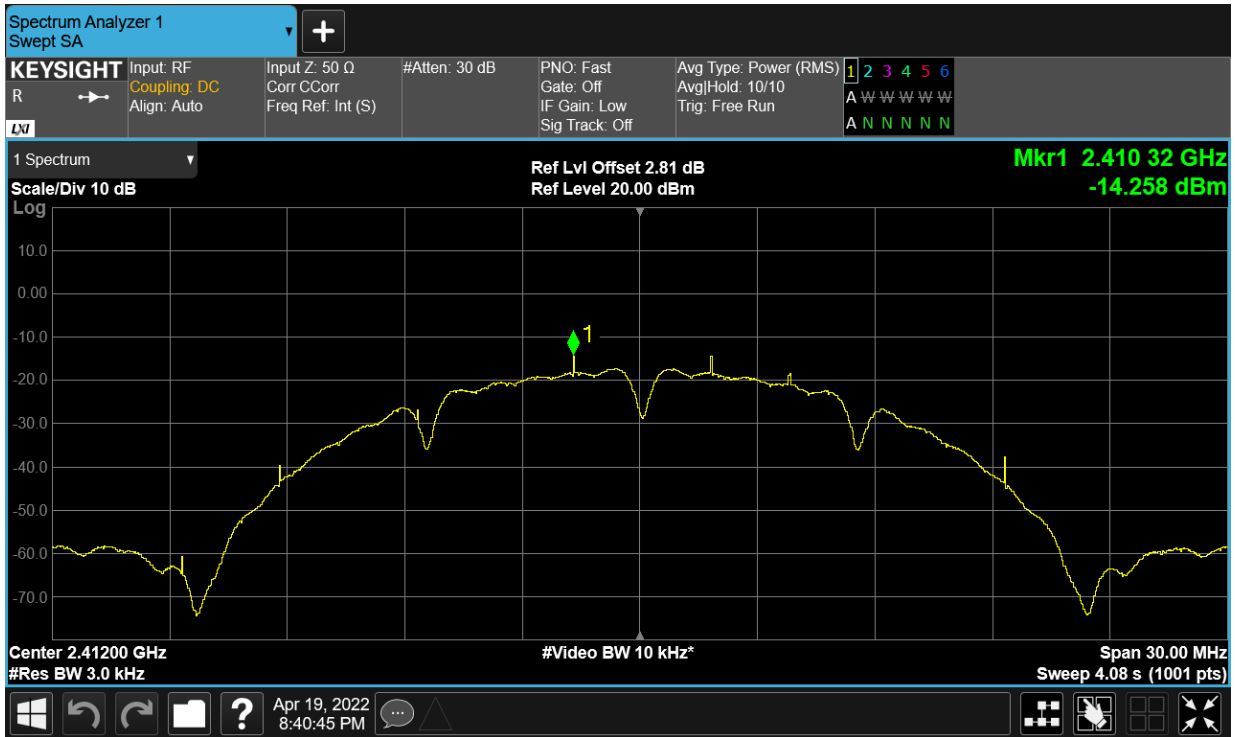 Spectrum Analyzer 1
Swept SA
KEYSIGHT
R
LXI
Input: RF
Coupling: DC
Align: Auto
Input Z: 50 Ω
Corr CCorr
Freq Ref: Int (S)
#Atten: 30 dB
PNO: Fast
Gate: Off
IF Gain: Low
Sig Track: Off
Avg Type: Power (RMS)
Avg|Hold: 10/10
Trig: Free Run
1 2 3 4 5 6
A W W W W W
A N N N N N
1 Spectrum
Scale/Div 10 dB
Log
Ref Lvl Offset 2.81 dB
Ref Level 20.00 dBm
Mkr1 2.410 32 GHz
-14.258 dBm
10.0
0.00
-10.0
-20.0
-30.0
-40.0
-50.0
-60.0
-70.0
1
Center 2.41200 GHz
#Res BW 3.0 kHz
#Video BW 10 kHz*
Span 30.00 MHz
Sweep 4.08 s (1001 pts)
?
Apr 19, 2022
8:40:45 PM